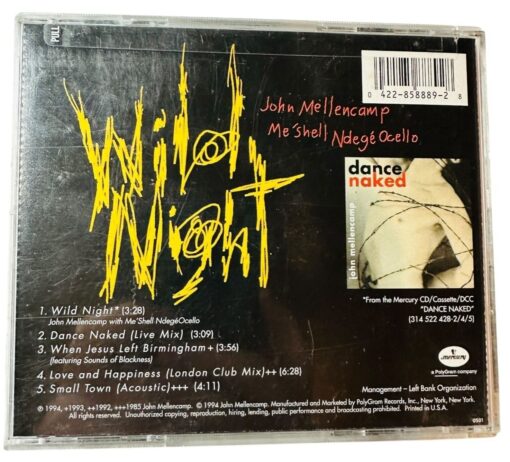 PULL
Wild
Night
0 422-858889-2 8
John Mellencamp
Me'Shell NdegéOcello
dance
naked
john mellencamp
1. Wild Night* (3:28)
John Mellencamp with Me'Shell NdegéOcello
2. Dance Naked (Live Mix) (3:09)
3. When Jesus Left Birmingham + (3:56)
(featuring Sounds of Blackness)
4. Love and Happiness (London Club Mix)++ (6:28)
5. Small Town (Acoustic)+++ (4:11)
*From the Mercury CD/Cassette/DCC
"DANCE NAKED"
(314 522 428-2/4/5)
mercury
a PolyGram company
Management – Left Bank Organization
℗ 1994, +1993, ++1992, +++1985 John Mellencamp. © 1994 John Mellencamp. Manufactured and Marketed by PolyGram Records, Inc., New York, New York.
All rights reserved. Unauthorized copying, reproduction, hiring, lending, public performance and broadcasting prohibited. Printed in U.S.A.